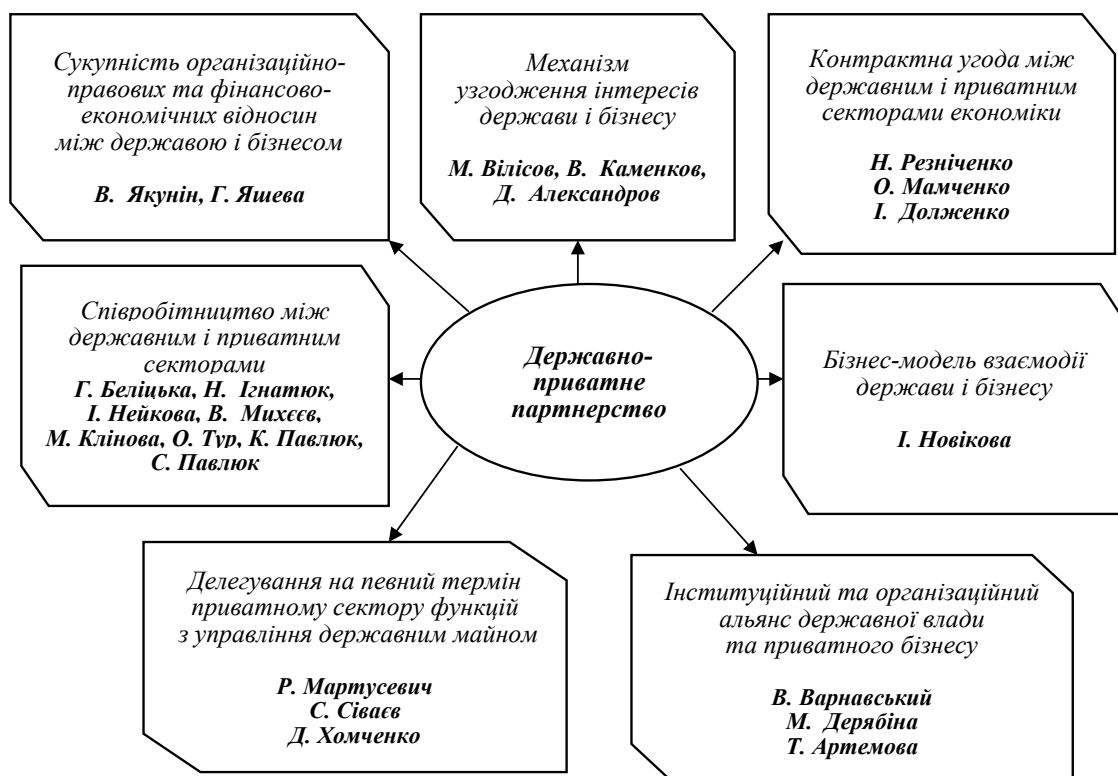 Сукупність організаційно-
правових та фінансово-
економічних відносин
між державою і бізнесом
В. Якунін, Г. Яшева
Механізм
узгодження інтересів
держави і бізнесу
М. Вілісов, В. Каменков,
Д. Александров
Контрактна угода між
державним і приватним
секторами економіки
Н. Резніченко
О. Мамченко
І. Долженко
Співробітництво між
державним і приватним
секторами
Г. Беліцька, Н. Ігнатюк,
І. Нейкова, В. Михєєв,
М. Клінова, О. Тур, К. Павлюк,
С. Павлюк
Державно-
приватне
партнерство
Бізнес-модель взаємодії
держави і бізнесу
І. Новікова
Делегування на певний термін
приватному сектору функцій
з управління державним майном
Р. Мартусевич
С. Сіваєв
Д. Хомченко
Інституційний та організаційний
альянс державної влади
та приватного бізнесу
В. Варнавський
М. Дерябіна
Т. Артемова